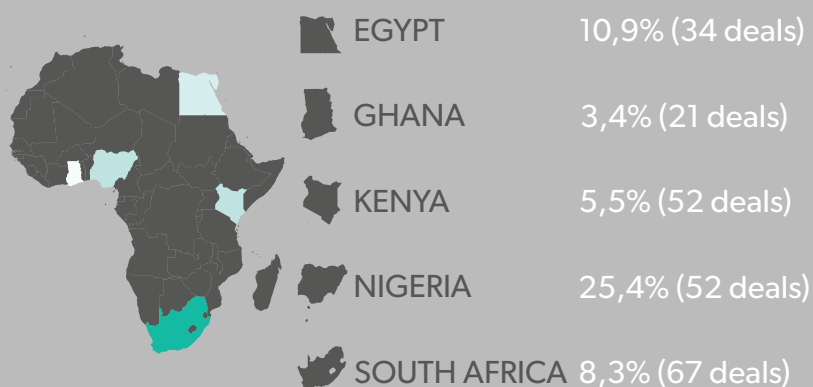 EGYPT 10,9% (34 deals)
GHANA 3,4% (21 deals)
KENYA 5,5% (52 deals)
NIGERIA 25,4% (52 deals)
SOUTH AFRICA 8,3% (67 deals)